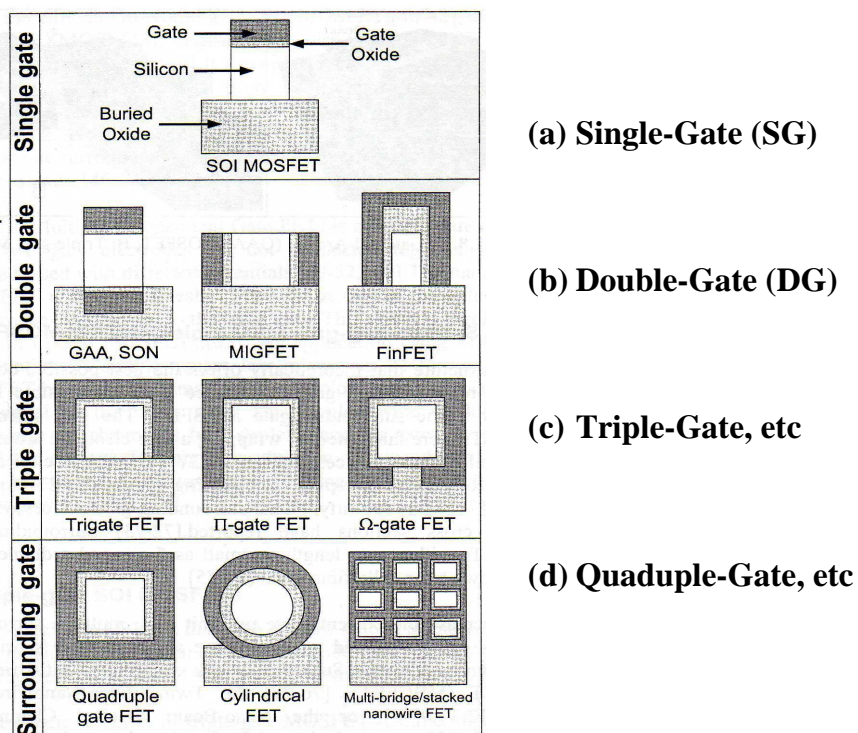 Single gate
Gate
Gate
Oxide
Silicon
Buried
Oxide
SOI MOSFET
(a) Single-Gate (SG)
Double gate
GAA, SON
MIGFET
FinFET
(b) Double-Gate (DG)
Triple gate
Trigate FET
Π-gate FET
Ω-gate FET
(c) Triple-Gate, etc
Surrounding gate
Quadruple
gate FET
Cylindrical
FET
Multi-bridge/stacked
nanowire FET
(d) Quaduple-Gate, etc